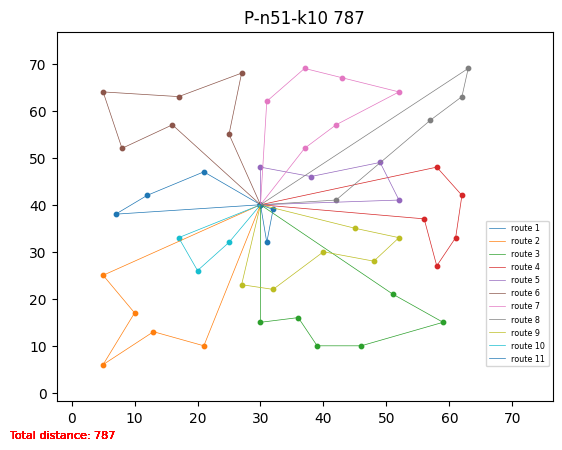 P-n51-k10 787
70
60
50
40
30
20
10
0
0 10 20 30 40 50 60 70
route 1
route 2
route 3
route 4
route 5
route 6
route 7
route 8
route 9
route 10
route 11
Total distance: 787